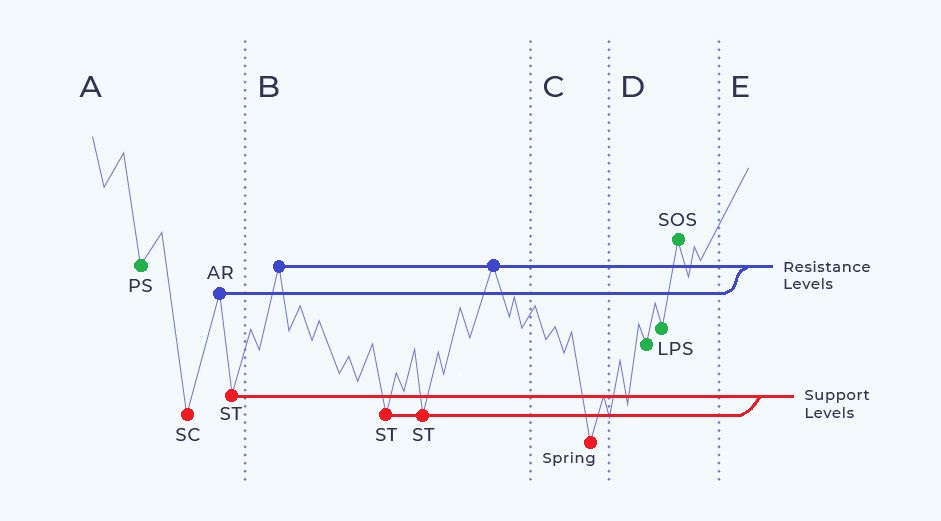 A
B
C
D
E
SOS
PS
AR
Resistance
Levels
LPS
ST
SC
ST
ST
Support
Levels
Spring